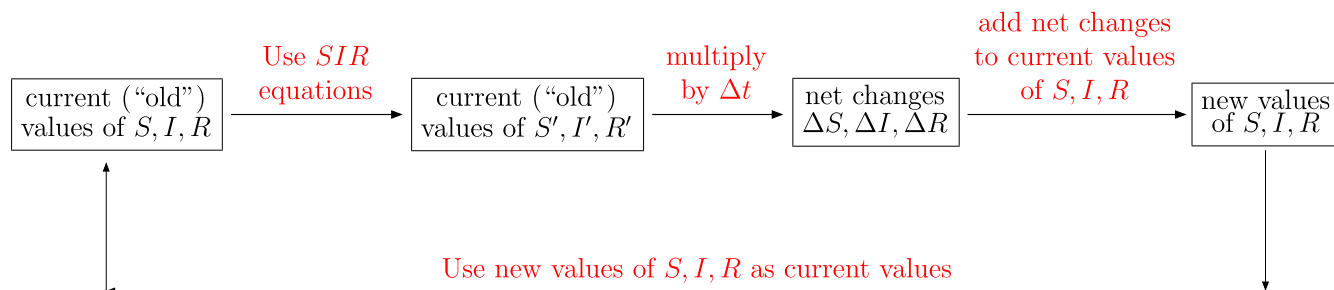 current (“old”)
values of S, I, R
Use SIR
equations
current (“old”)
values of S′, I′, R′
multiply
by Δt
net changes
ΔS, ΔI, ΔR
add net changes
to current values
of S, I, R
new values
of S, I, R
Use new values of S, I, R as current values